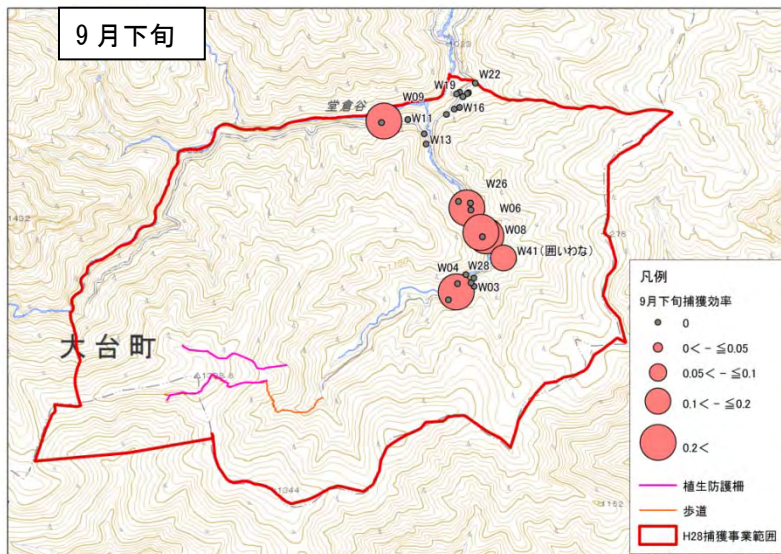 9月下旬
1023
W22
W19
W09
堂倉谷
W16
W11
W13
W26
W06
W08
W41(囲いわな)
W04
W28
W03
大台町
1344
凡例
9月下旬捕獲効率
0
0< - ≦0.05
0.05< - ≦0.1
0.1< - ≦0.2
0.2<
植生防護柵
歩道
H28捕獲事業範囲